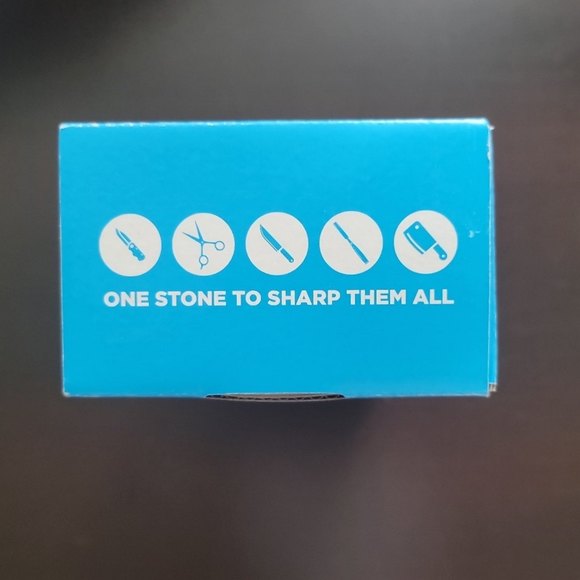 ONE STONE TO SHARP THEM ALL